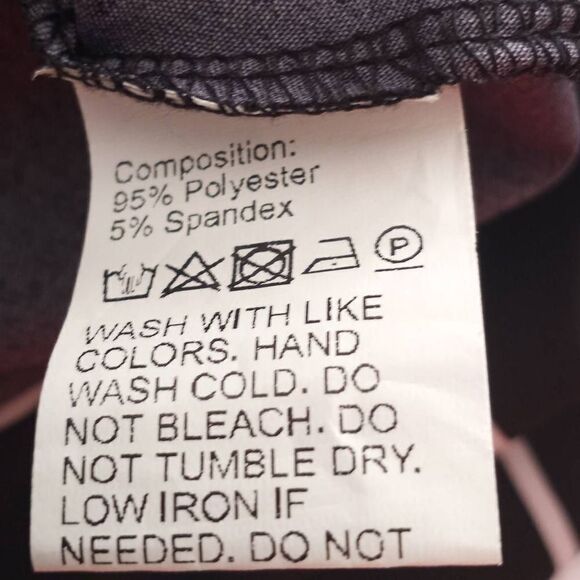 Composition:
95% Polyester
5% Spandex
P
WASH WITH LIKE
COLORS. HAND
WASH COLD. DO
NOT BLEACH. DO
NOT TUMBLE DRY.
LOW IRON IF
NEEDED. DO NOT